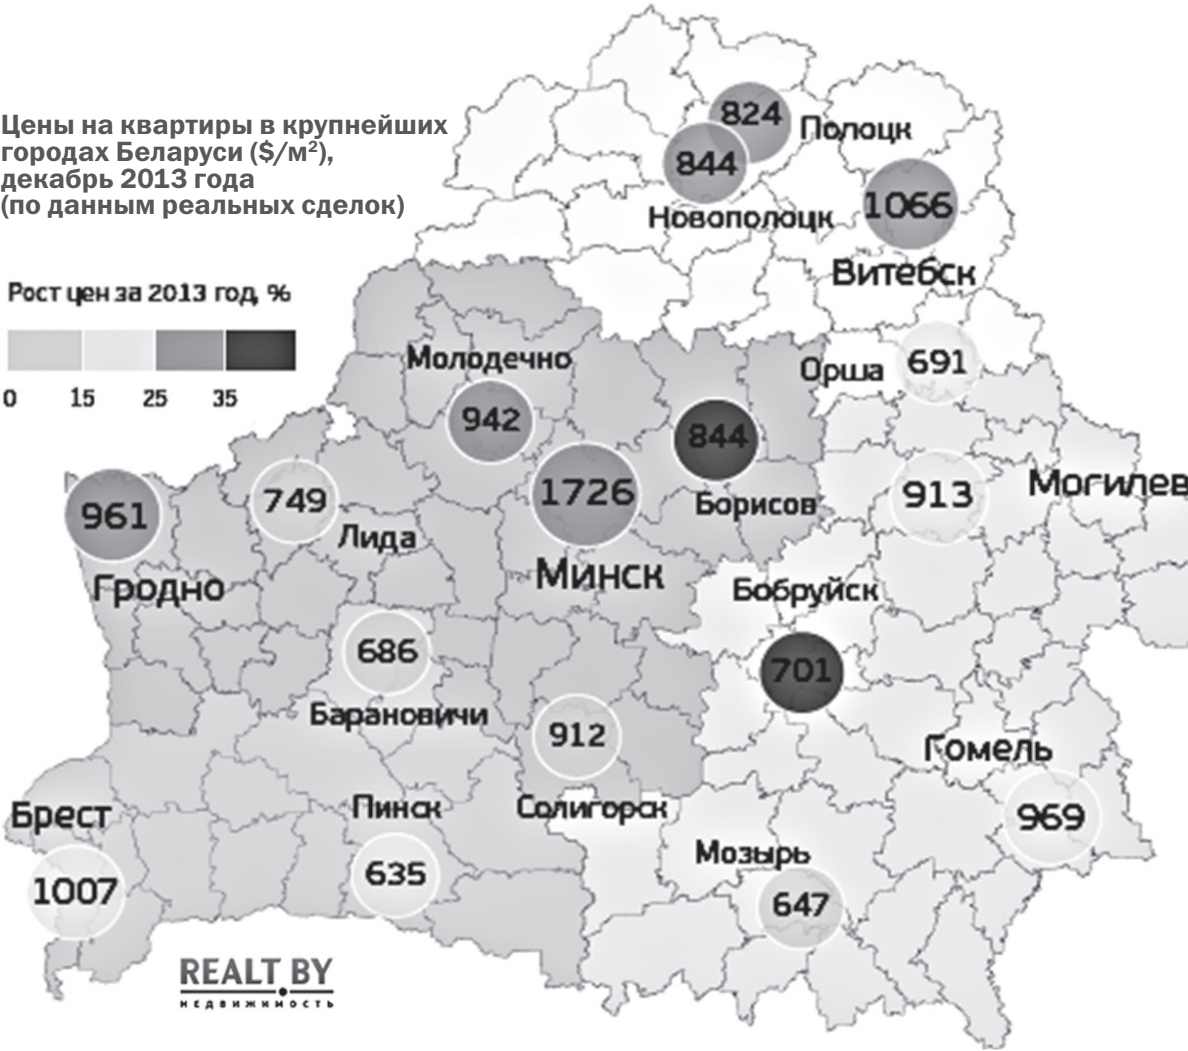 Цены на квартиры в крупнейших
городах Беларуси ($/м²),
декабрь 2013 года
(по данным реальных сделок)
Рост цен за 2013 год, %
0 15 25 35
824
Полоцк
844
Новополоцк
1066
Витебск
Орша
691
Молодечно
942
844
Борисов
1726
Минск
913
Могилев
961
Гродно
749
Лида
Бобруйск
701
686
Барановичи
912
Солигорск
Гомель
969
Брест
1007
Пинск
635
Мозырь
647
REALT.BY
НЕДВИЖИМОСТЬ